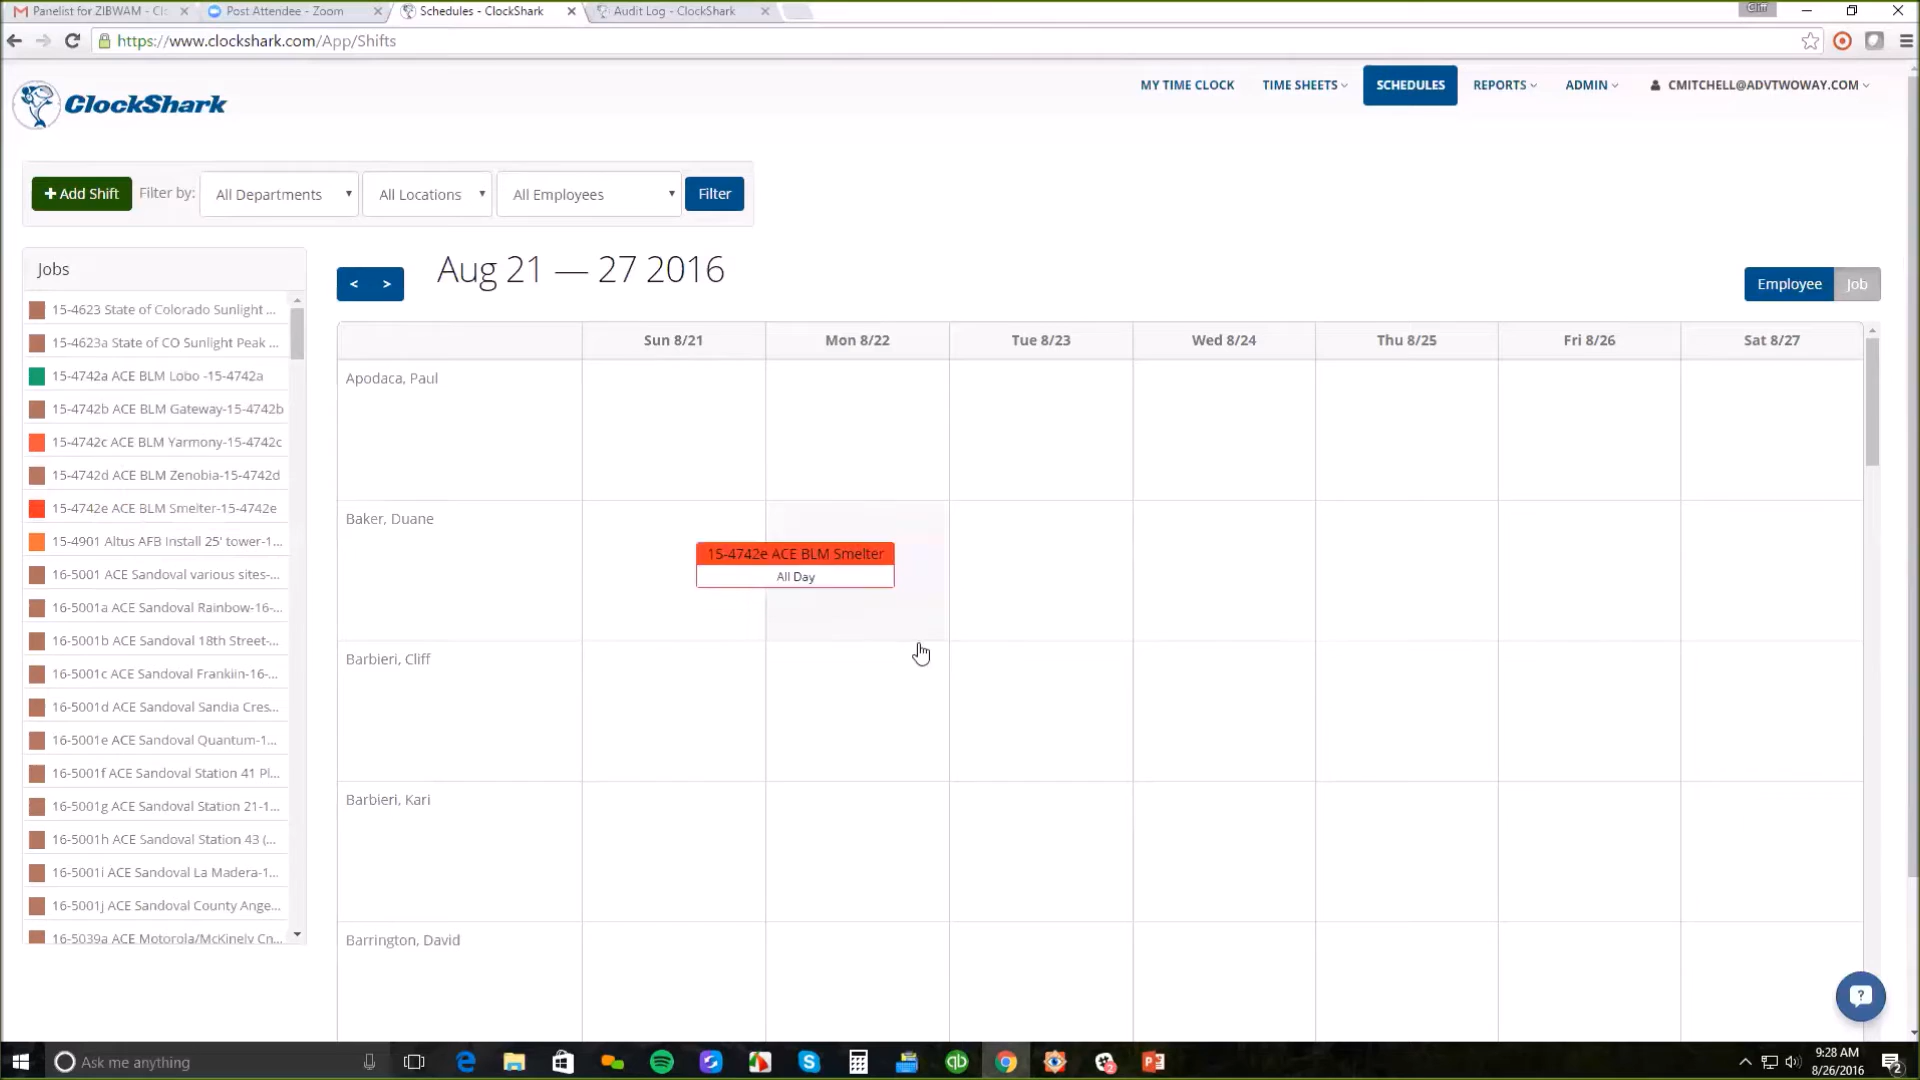 Panelist for ZIBWAM - Cl
Post Attendee - Zoom
Schedules - ClockShark
Audit Log - ClockShark
Cliff
https://www.clockshark.com/App/Shifts
ClockShark
MY TIME CLOCK
TIME SHEETS
SCHEDULES
REPORTS
ADMIN
CMITCHELL@ADVTWOWAY.COM
+ Add Shift
Filter by:
All Departments
All Locations
All Employees
Filter
Jobs
15-4623 State of Colorado Sunlight ...
15-4623a State of CO Sunlight Peak ...
15-4742a ACE BLM Lobo -15-4742a
15-4742b ACE BLM Gateway-15-4742b
15-4742c ACE BLM Yarmony-15-4742c
15-4742d ACE BLM Zenobia-15-4742d
15-4742e ACE BLM Smelter-15-4742e
15-4901 Altus AFB Install 25' tower-1...
16-5001 ACE Sandoval various sites-...
16-5001a ACE Sandoval Rainbow-16-...
16-5001b ACE Sandoval 18th Street-...
16-5001c ACE Sandoval Frankiin-16-...
16-5001d ACE Sandoval Sandia Cres...
16-5001e ACE Sandoval Quantum-1...
16-5001f ACE Sandoval Station 41 Pl...
16-5001g ACE Sandoval Station 21-1...
16-5001h ACE Sandoval Station 43 (...
16-5001i ACE Sandoval La Madera-1...
16-5001j ACE Sandoval County Ange...
16-5039a ACE Motorola/McKinely Cn...
< >
Aug 21 — 27 2016
Employee
Job
Sun 8/21
Mon 8/22
Tue 8/23
Wed 8/24
Thu 8/25
Fri 8/26
Sat 8/27
Apodaca, Paul
Baker, Duane
15-4742e ACE BLM Smelter
All Day
Barbieri, Cliff
Barbieri, Kari
Barrington, David
Ask me anything
9:28 AM
8/26/2016